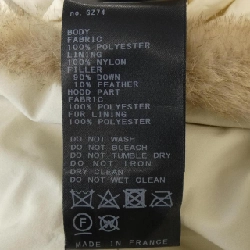 no. 3274
BODY
FABRIC
100% POLYESTER
LINING
100% NYLON
FILLER
90% DOWN
10% FEATHER
HOOD PART
FABRIC
100% POLYESTER
FUR LINING
100% POLYESTER
DO NOT WASH
DO NOT BLEACH
DO NOT TUMBLE DRY
DO NOT IRON
DRY CLEAN
DO NOT WET CLEAN
F
W
MADE IN FRANCE